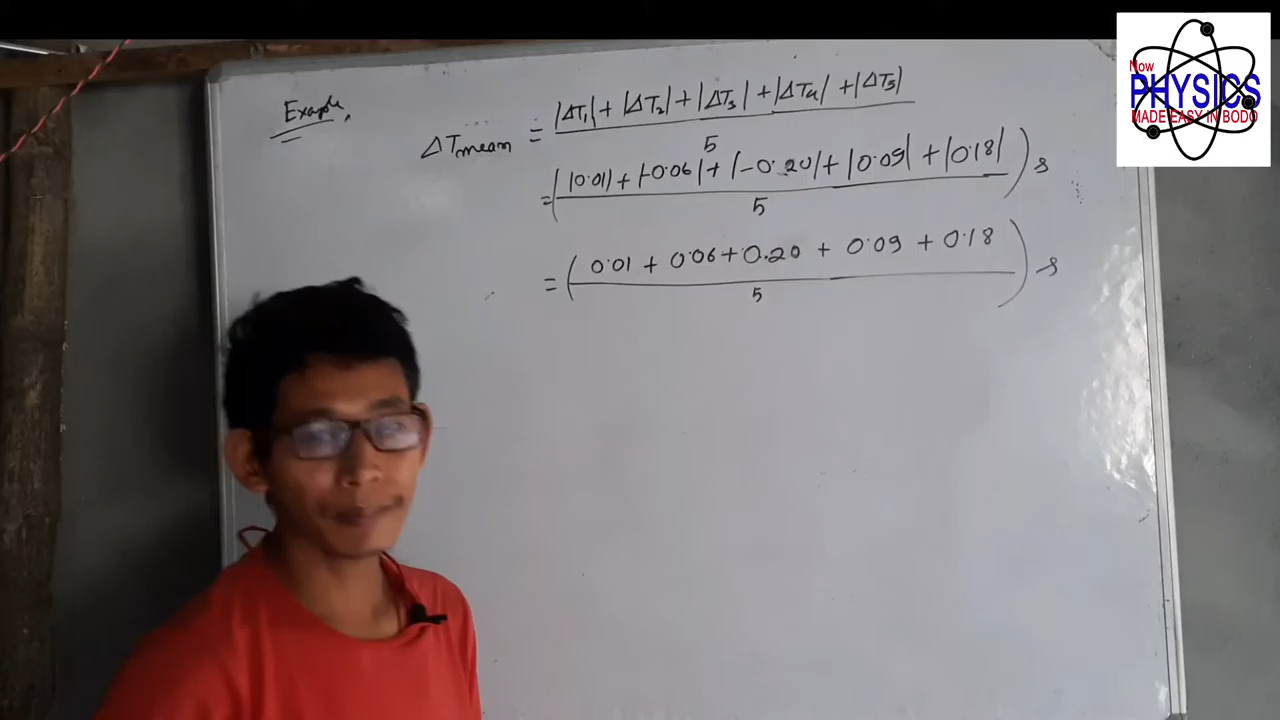 Now
PHYSICS
MADE EASY IN BODO
Example.
ΔTmean = |ΔT1| + |ΔT2| + |ΔT3| + |ΔT4| + |ΔT5|
5
= ( |0.01| + |-0.06| + |-0.20| + |0.09| + |0.18| ) s
5
= ( 0.01 + 0.06 + 0.20 + 0.09 + 0.18 ) s
5